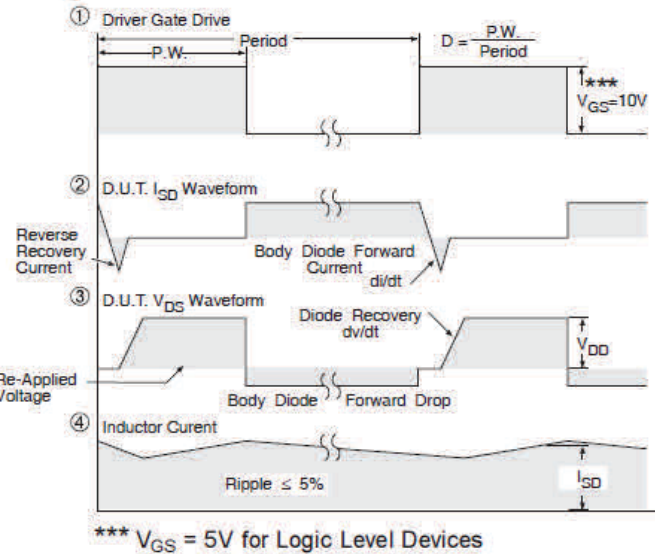 ① Driver Gate Drive
Period
P.W.
D = P.W. / Period
***
VGS=10V
② D.U.T. ISD Waveform
Reverse
Recovery
Current
Body Diode Forward
Current
di/dt
③ D.U.T. VDS Waveform
Diode Recovery
dv/dt
VDD
Re-Applied
Voltage
Body Diode Forward Drop
④ Inductor Curent
Ripple ≤ 5%
ISD
*** VGS = 5V for Logic Level Devices